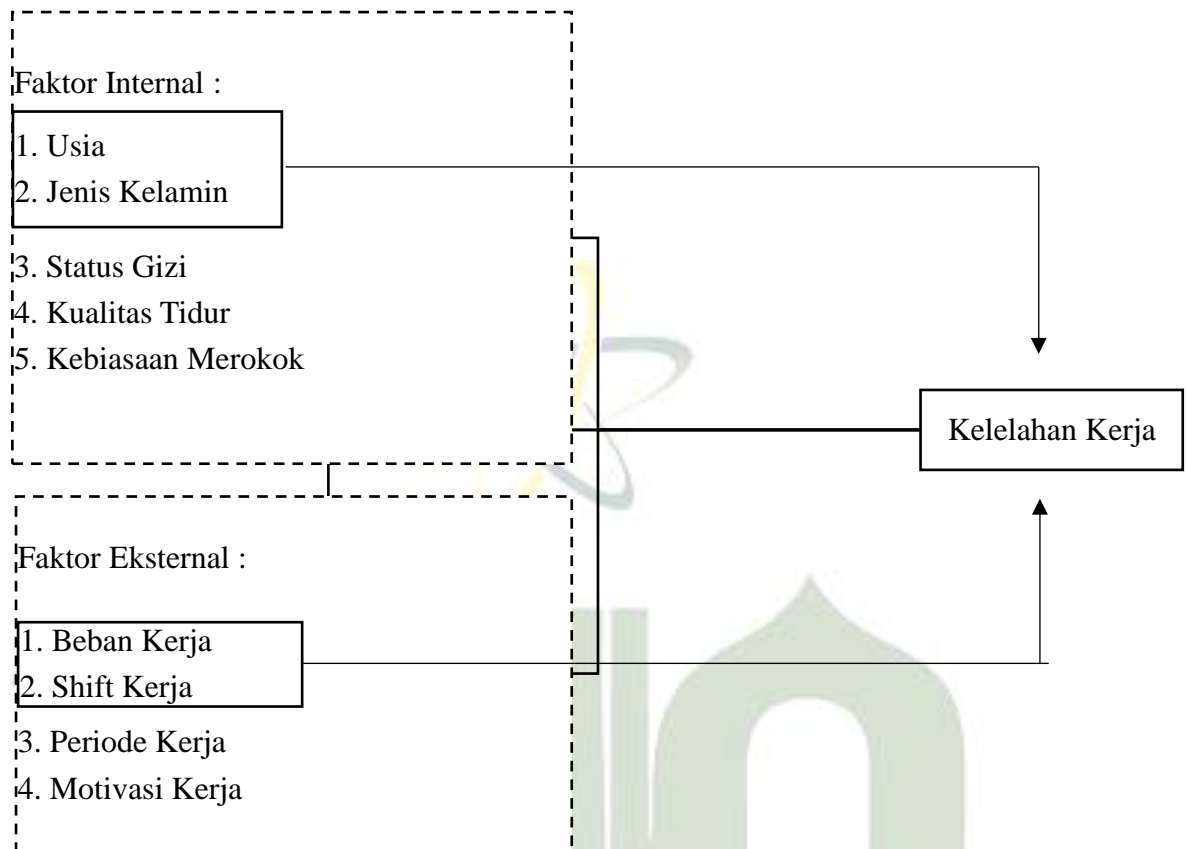 Faktor Internal :
1. Usia
2. Jenis Kelamin
3. Status Gizi
4. Kualitas Tidur
5. Kebiasaan Merokok
Kelelahan Kerja
Faktor Eksternal :
1. Beban Kerja
2. Shift Kerja
3. Periode Kerja
4. Motivasi Kerja